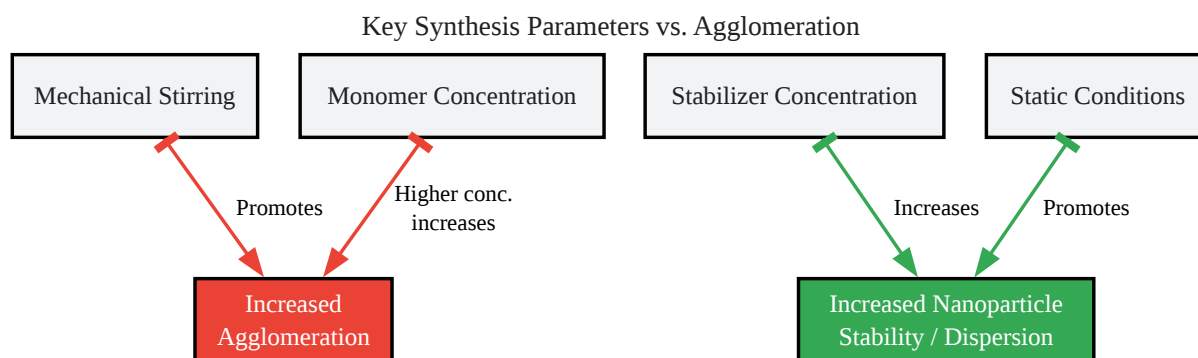 Key Synthesis Parameters vs. Agglomeration
Mechanical Stirring
Monomer Concentration
Stabilizer Concentration
Static Conditions
Promotes
Higher conc.
increases
Increases
Promotes
Increased
Agglomeration
Increased Nanoparticle
Stability / Dispersion